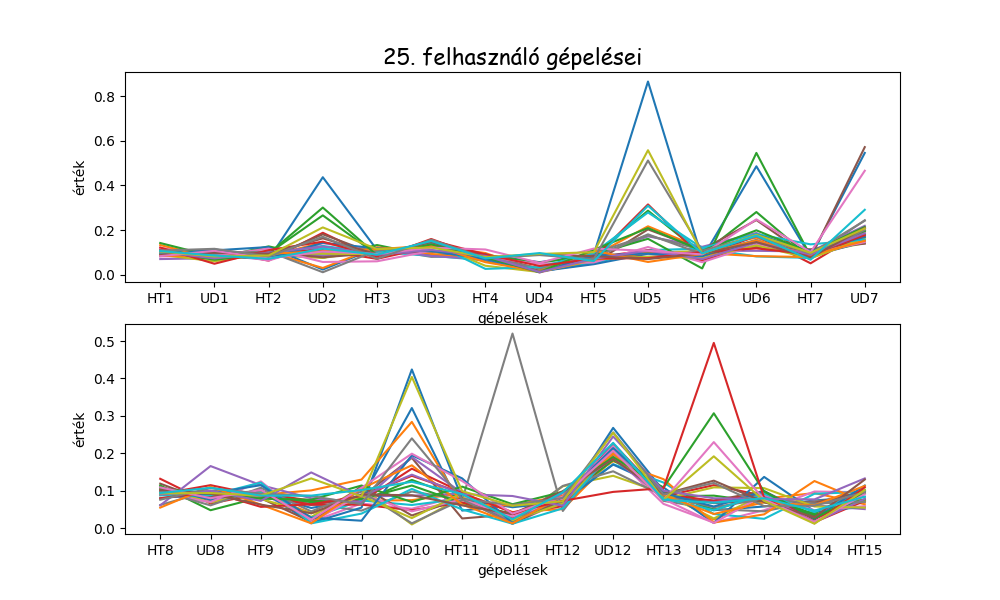 25. felhasználó gépelései
érték
0.8
0.6
0.4
0.2
0.0
HT1 UD1 HT2 UD2 HT3 UD3 HT4 UD4 HT5 UD5 HT6 UD6 HT7 UD7
gépelések
érték
0.5
0.4
0.3
0.2
0.1
0.0
HT8 UD8 HT9 UD9 HT10 UD10 HT11 UD11 HT12 UD12 HT13 UD13 HT14 UD14 HT15
gépelések